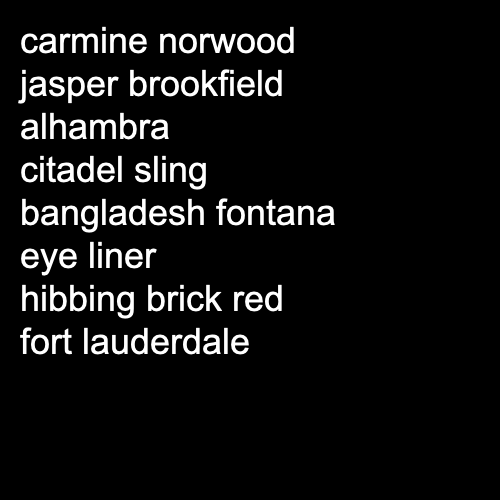 carmine norwood
jasper brookfield
alhambra
citadel sling
bangladesh fontana
eye liner
hibbing brick red
fort lauderdale